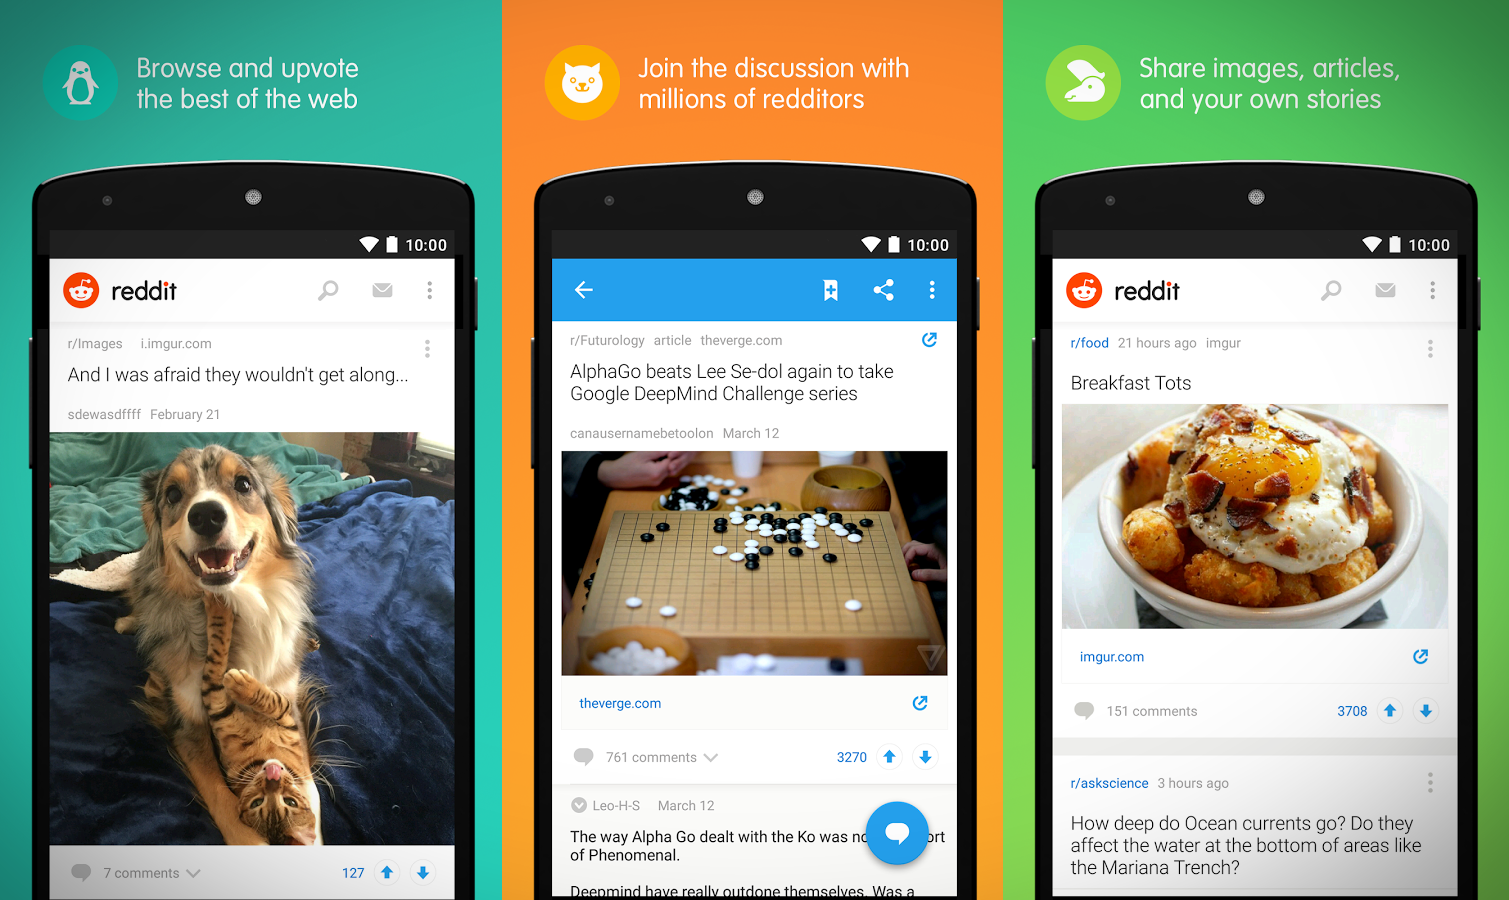 Browse and upvote
the best of the web
10:00
reddit
r/Images i.imgur.com
And I was afraid they wouldn't get along...
sdewasdffff February 21
7 comments
127
Join the discussion with
millions of redditors
10:00
r/Futurology article theverge.com
AlphaGo beats Lee Se-dol again to take
Google DeepMind Challenge series
canausernamebetoolon March 12
theverge.com
761 comments
3270
Leo-H-S March 12
The way Alpha Go dealt with the Ko was
of Phenomenal.
Deepmind have really outdone themselves. Was a
Share images, articles,
and your own stories
10:00
reddit
r/food 21 hours ago imgur
Breakfast Tots
imgur.com
151 comments
3708
r/askscience 3 hours ago
How deep do Ocean currents go? Do they
affect the water at the bottom of areas like
the Mariana Trench?